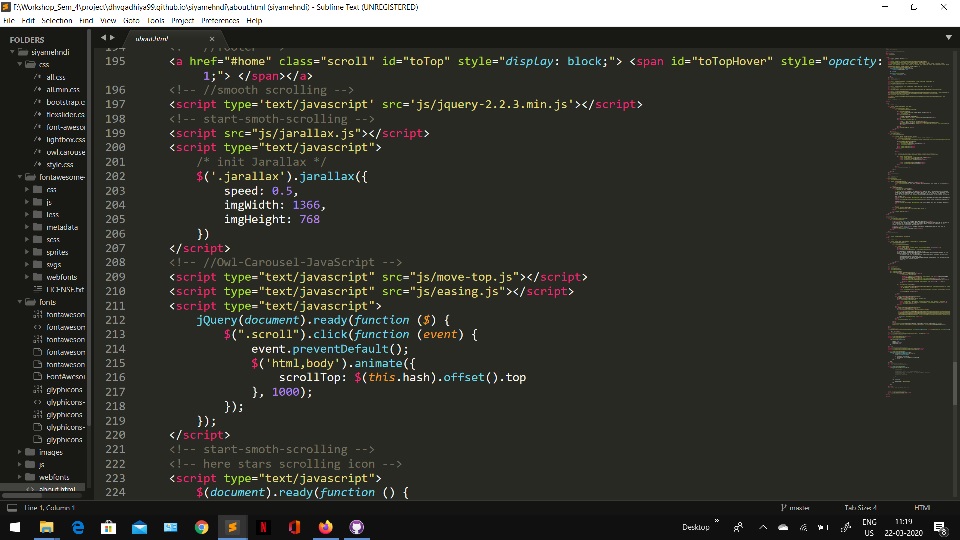 F:\Workshop_Sem_4\project\dhvgadhiya99.github.io\siyamehndi\about.html (siyamehndi) - Sublime Text (UNREGISTERED)
File Edit Selection Find View Goto Tools Project Preferences Help
FOLDERS
siyamehndi
css
/* all.css
/* all.min.css
/* bootstrap.c
/* flexslider.cs
/* font-aweso
/* lightbox.css
/* owl.carouse
/* style.css
fontawesome-
css
js
less
metadata
scss
sprites
svgs
webfonts
LICENSE.txt
fonts
fontawesom
<> fontawesom
fontawesom
fontawesom
fontawesom
FontAweso
glyphicons
<> glyphicons-
glyphicons
glyphicons-
glyphicons
images
js
webfonts
<> about.html
about.html ×
194 <!-- //footer -->
195 <a href="#home" class="scroll" id="toTop" style="display: block;"> <span id="toTopHover" style="opacity:
1;"> </span></a>
196 <!-- //smooth scrolling -->
197 <script type='text/javascript' src='js/jquery-2.2.3.min.js'></script>
198 <!-- start-smoth-scrolling -->
199 <script src="js/jarallax.js"></script>
200 <script type="text/javascript">
201 /* init Jarallax */
202 $('.jarallax').jarallax({
203 speed: 0.5,
204 imgWidth: 1366,
205 imgHeight: 768
206 })
207 </script>
208 <!-- //Owl-Carousel-JavaScript -->
209 <script type="text/javascript" src="js/move-top.js"></script>
210 <script type="text/javascript" src="js/easing.js"></script>
211 <script type="text/javascript">
212 jQuery(document).ready(function ($) {
213 $(".scroll").click(function (event) {
214 event.preventDefault();
215 $('html,body').animate({
216 scrollTop: $(this.hash).offset().top
217 }, 1000);
218 });
219 });
220 </script>
221 <!-- start-smoth-scrolling -->
222 <!-- here stars scrolling icon -->
223 <script type="text/javascript">
224 $(document).ready(function () {
Line 1, Column 1 master Tab Size: 4 HTML
Desktop » ENG
US 11:19
22-03-2020